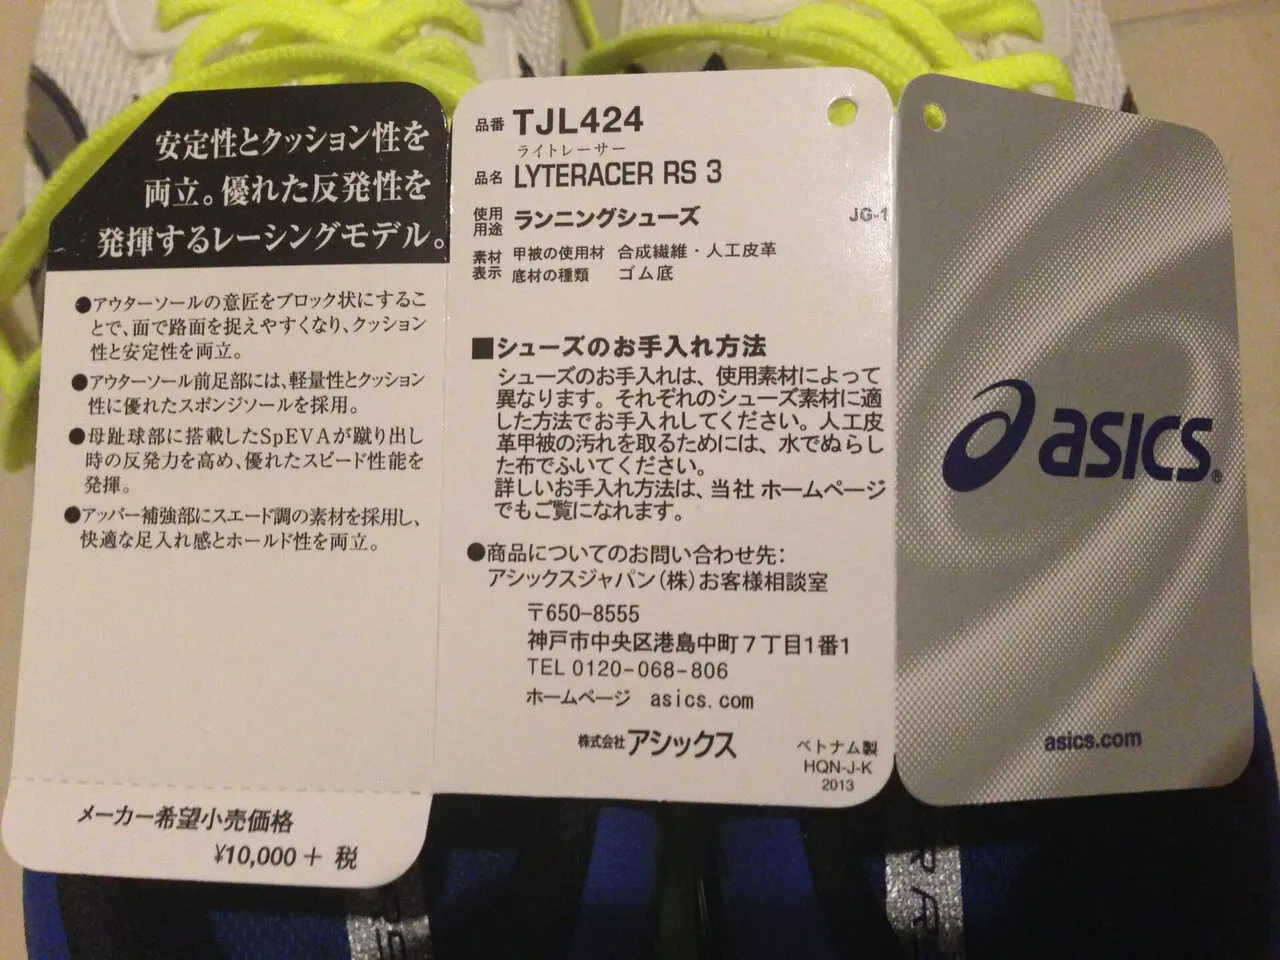 安定性とクッション性を
両立。優れた反発性を
発揮するレーシングモデル。
●アウターソールの意匠をブロック状にするこ
とで、面で路面を捉えやすくなり、クッション
性と安定性を両立。
●アウターソール前足部には、軽量性とクッション
性に優れたスポンジソールを採用。
●母趾球部に搭載したSpEVAが蹴り出し
時の反発力を高め、優れたスピード性能を
発揮。
●アッパー補強部にスエード調の素材を採用し、
快適な足入れ感とホールド性を両立。
メーカー希望小売価格
¥10,000 + 税
品番 TJL424
ライトレーサー
品名 LYTERACER RS 3
使用用途 ランニングシューズ JG-1
素材表示 甲被の使用材 合成繊維・人工皮革
底材の種類 ゴム底
■シューズのお手入れ方法
シューズのお手入れは、使用素材によって
異なります。それぞれのシューズ素材に適
した方法でお手入れしてください。人工皮
革甲被の汚れを取るためには、水でぬらし
た布でふいてください。
詳しいお手入れ方法は、当社 ホームページ
でもご覧になれます。
●商品についてのお問い合わせ先：
アシックスジャパン(株)お客様相談室
〒650-8555
神戸市中央区港島中町7丁目1番1
TEL 0120-068-806
ホームページ asics.com
株式会社アシックス
ベトナム製
HQN-J-K
2013
asics®
asics.com